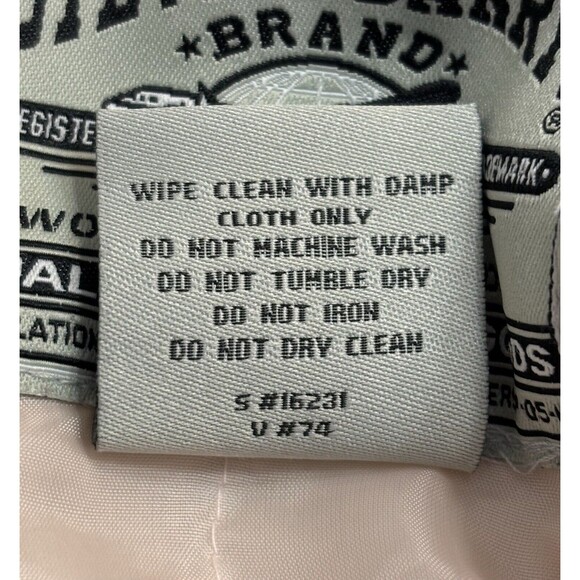 ★BRAND★
WIPE CLEAN WITH DAMP
CLOTH ONLY
DO NOT MACHINE WASH
DO NOT TUMBLE DRY
DO NOT IRON
DO NOT DRY CLEAN
S #16231
V #74